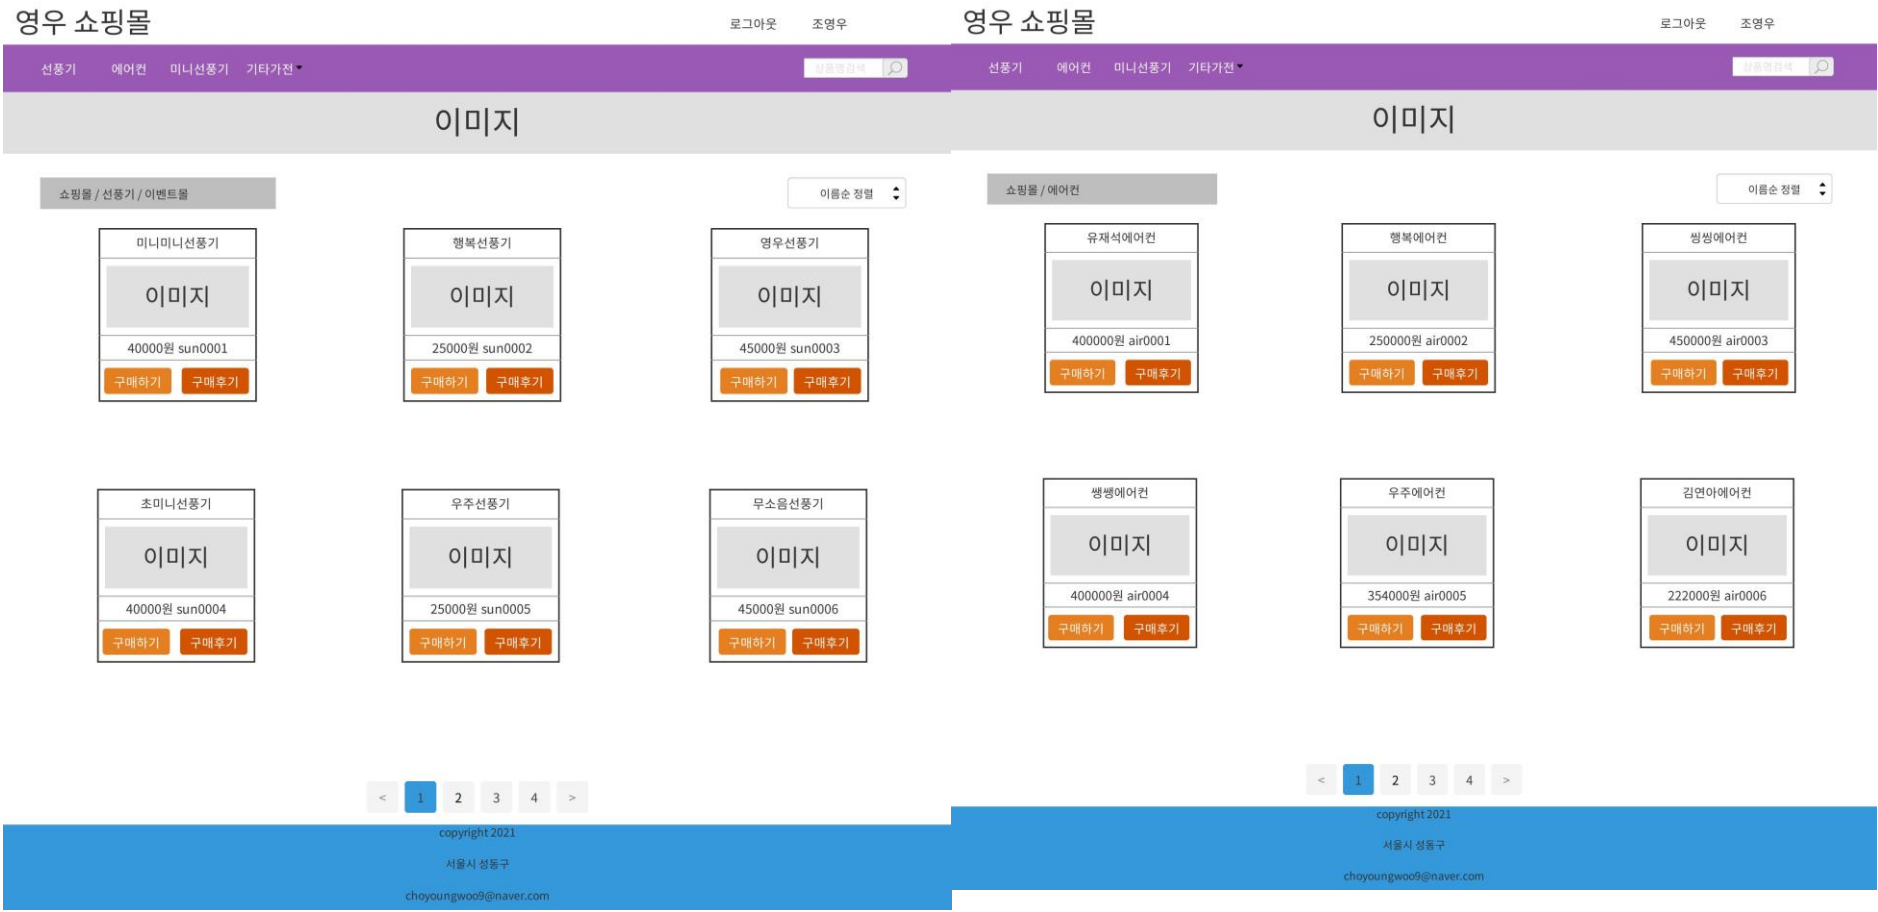 영우 쇼핑몰
로그아웃 조영우
선풍기 에어컨 미니선풍기 기타가전
상품명검색
이미지
쇼핑몰 / 선풍기 / 이벤트몰
이름순 정렬
미니미니선풍기 행복선풍기 영우선풍기
이미지 이미지 이미지
40000원 sun0001 25000원 sun0002 45000원 sun0003
구매하기 구매후기 구매하기 구매후기 구매하기 구매후기
초미니선풍기 우주선풍기 무소음선풍기
이미지 이미지 이미지
40000원 sun0004 25000원 sun0005 45000원 sun0006
구매하기 구매후기 구매하기 구매후기 구매하기 구매후기
< 1 2 3 4 >
copyright 2021
서울시 성동구
choyoungwoo9@naver.com
영우 쇼핑몰
로그아웃 조영우
선풍기 에어컨 미니선풍기 기타가전
상품명검색
이미지
쇼핑몰 / 에어컨
이름순 정렬
유재석에어컨 행복에어컨 씽씽에어컨
이미지 이미지 이미지
400000원 air0001 250000원 air0002 450000원 air0003
구매하기 구매후기 구매하기 구매후기 구매하기 구매후기
쌩쌩에어컨 우주에어컨 김연아에어컨
이미지 이미지 이미지
400000원 air0004 354000원 air0005 222000원 air0006
구매하기 구매후기 구매하기 구매후기 구매하기 구매후기
< 1 2 3 4 >
copyright 2021
서울시 성동구
choyoungwoo9@naver.com